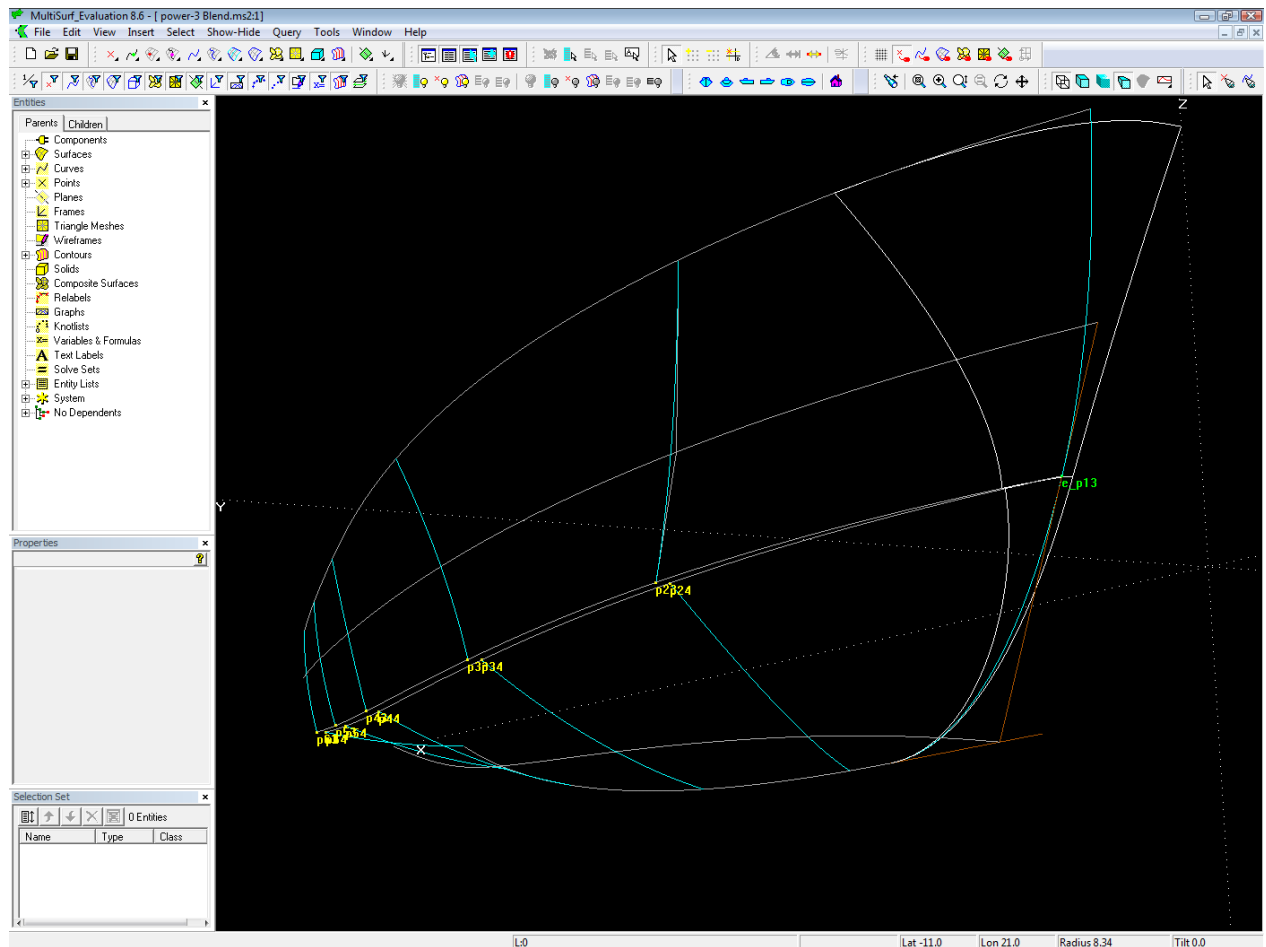 MultiSurf_Evaluation 8.6 - [ power-3 Blend.ms2:1]
File Edit View Insert Select Show-Hide Query Tools Window Help
Entities
Parents Children
Components
Surfaces
Curves
Points
Planes
Frames
Triangle Meshes
Wireframes
Contours
Solids
Composite Surfaces
Relabels
Graphs
Knotlists
Variables & Formulas
Text Labels
Solve Sets
Entity Lists
System
No Dependents
Properties
Selection Set
0 Entities
Name Type Class
Z
c_p13
Y
p24
p44
X
L:0 Lat -11.0 Lon 21.0 Radius 8.34 Tilt 0.0